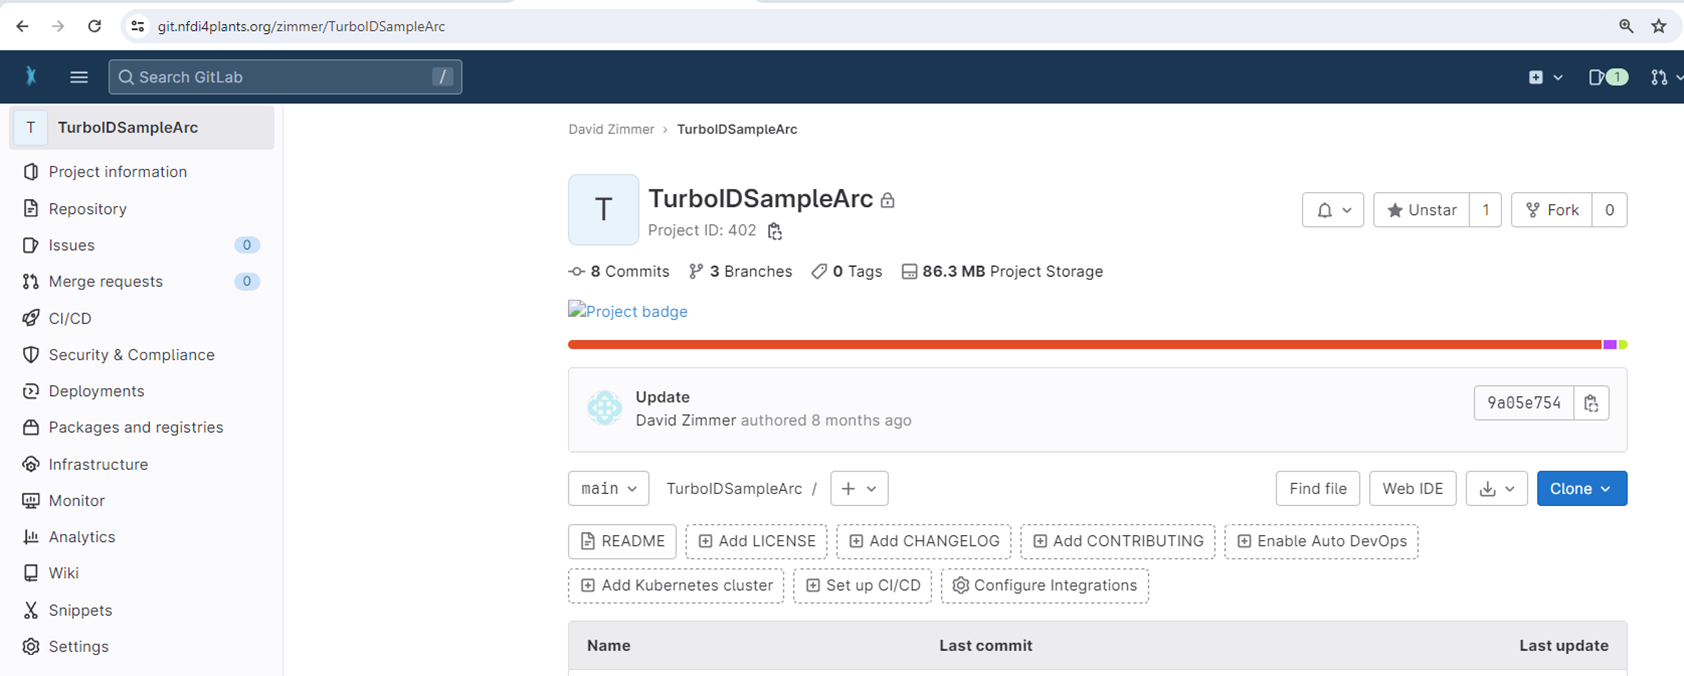 git.nfdi4plants.org/zimmer/TurboIDSampleArc
Search GitLab /
1
T TurboIDSampleArc
Project information
Repository
Issues 0
Merge requests 0
CI/CD
Security & Compliance
Deployments
Packages and registries
Infrastructure
Monitor
Analytics
Wiki
Snippets
Settings
David Zimmer › TurboIDSampleArc
T
TurboIDSampleArc
Project ID: 402
Unstar 1
Fork 0
8 Commits 3 Branches 0 Tags 86.3 MB Project Storage
Project badge
Update
David Zimmer authored 8 months ago
9a05e754
main TurboIDSampleArc / +
Find file Web IDE Clone
README Add LICENSE Add CHANGELOG Add CONTRIBUTING Enable Auto DevOps
Add Kubernetes cluster Set up CI/CD Configure Integrations
Name Last commit Last update